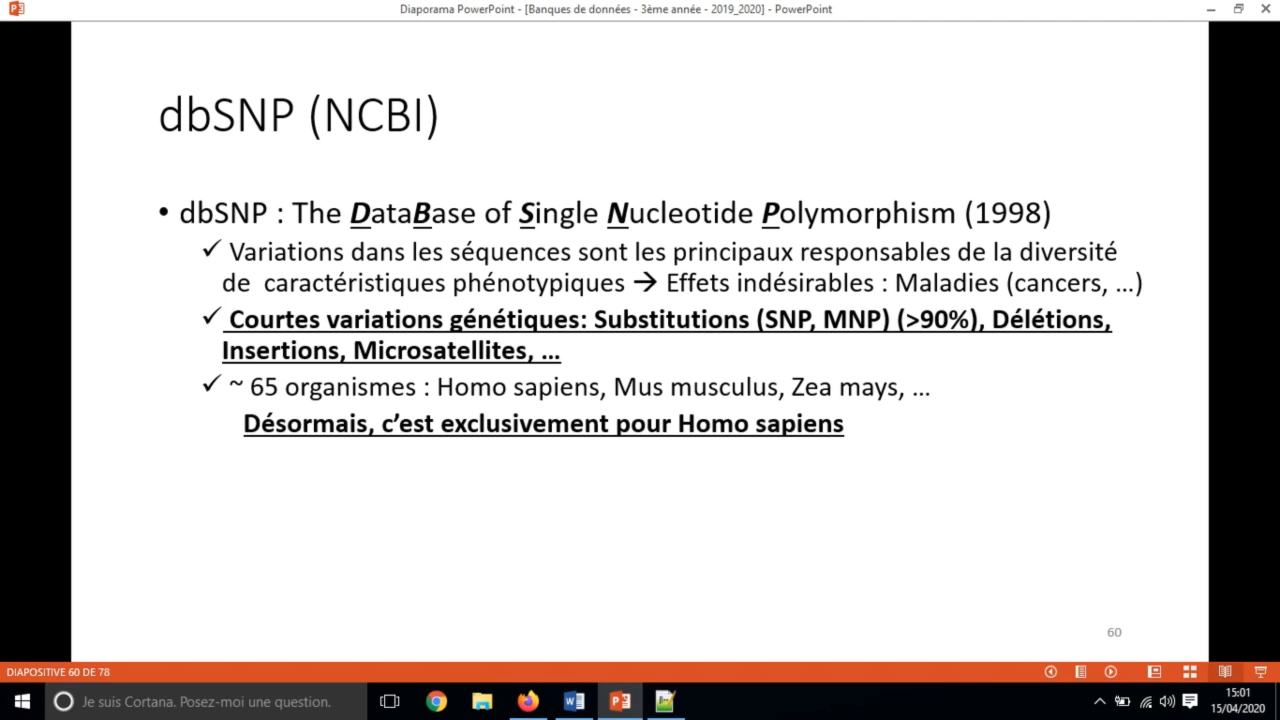 Diaporama PowerPoint - [Banques de données - 3ème année - 2019_2020] - PowerPoint
dbSNP (NCBI)
• dbSNP : The DataBase of Single Nucleotide Polymorphism (1998)
✓ Variations dans les séquences sont les principaux responsables de la diversité
de caractéristiques phénotypiques → Effets indésirables : Maladies (cancers, ...)
✓ Courtes variations génétiques: Substitutions (SNP, MNP) (>90%), Délétions,
Insertions, Microsatellites, ...
✓ ~ 65 organismes : Homo sapiens, Mus musculus, Zea mays, ...
Désormais, c’est exclusivement pour Homo sapiens
60
DIAPOSITIVE 60 DE 78
Je suis Cortana. Posez-moi une question.
15:01
15/04/2020